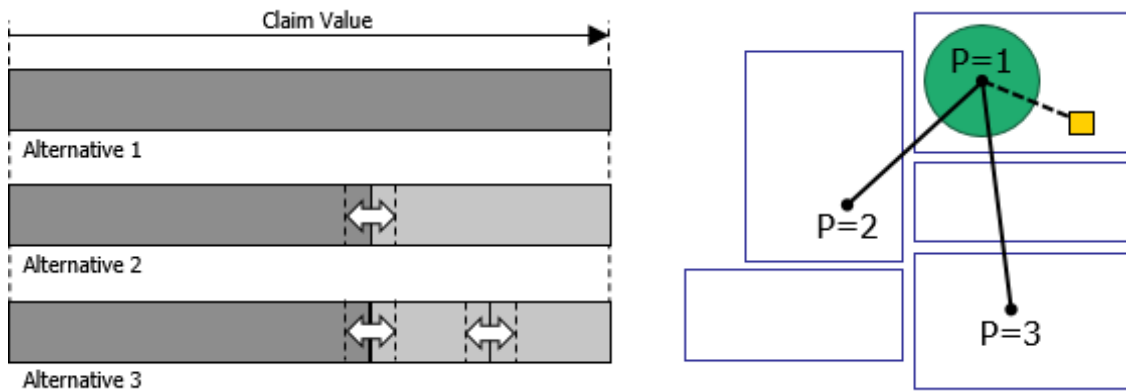 Claim Value
Alternative 1
Alternative 2
Alternative 3
P=1
P=2
P=3